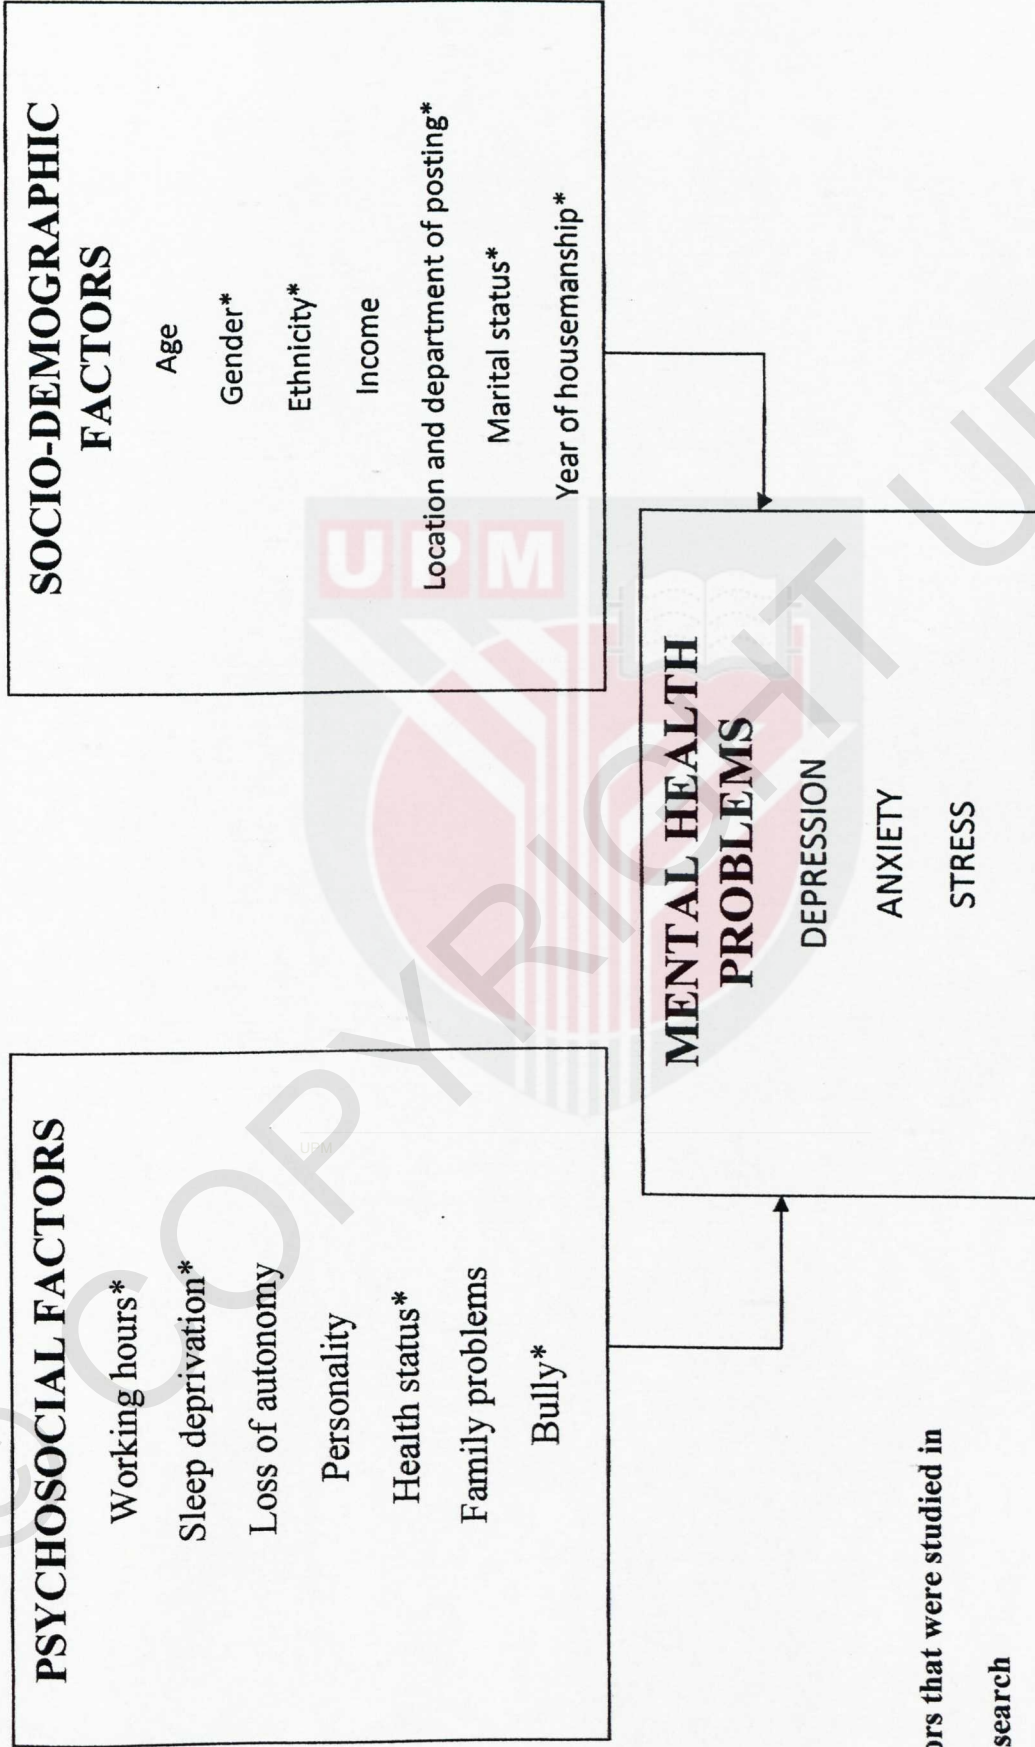 PSYCHOSOCIAL FACTORS
Working hours*
Sleep deprivation*
Loss of autonomy
Personality
Health status*
Family problems
Bully*
SOCIO-DEMOGRAPHIC
FACTORS
Age
Gender*
Ethnicity*
Income
Location and department of posting*
Marital status*
Year of housemanship*
MENTAL HEALTH
PROBLEMS
DEPRESSION
ANXIETY
STRESS
that were studied in
UPM
UPM
© COPYRIGHT